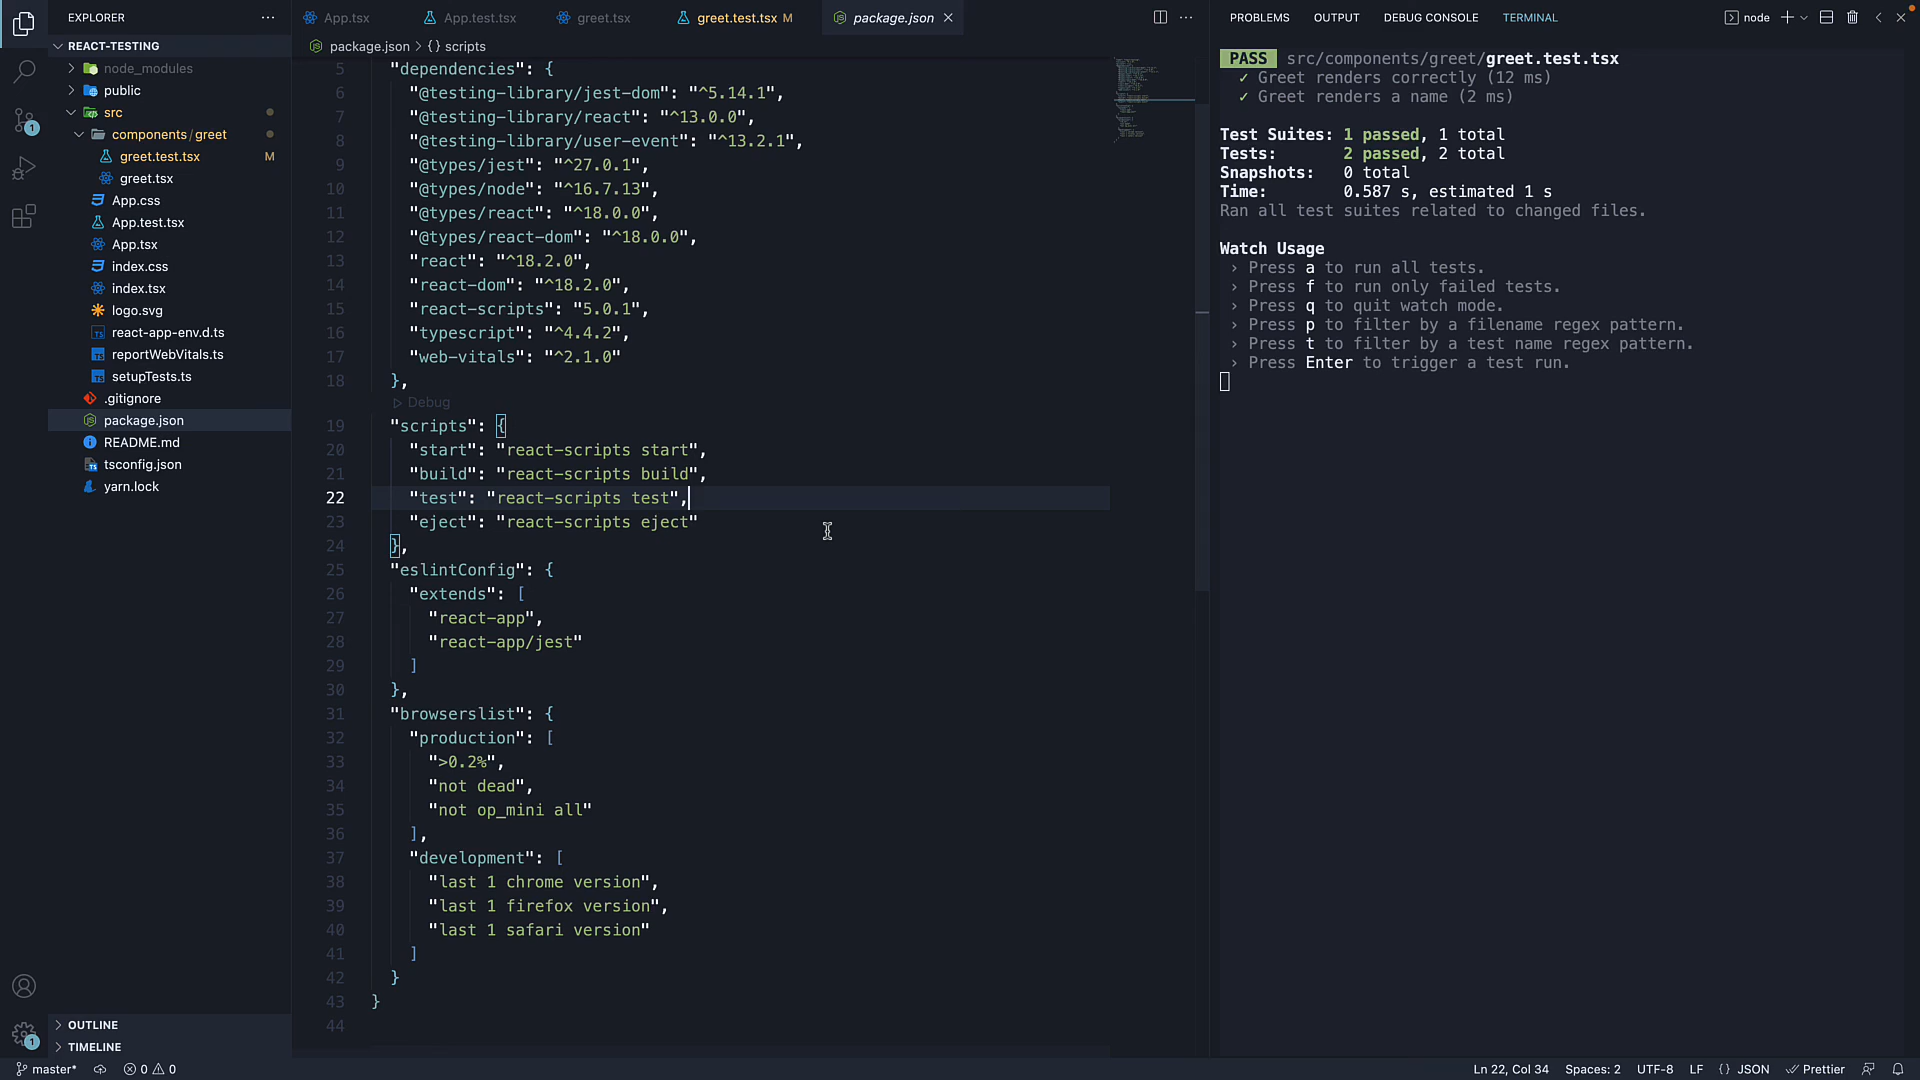 EXPLORER
REACT-TESTING
node_modules
public
src
components/greet
greet.test.tsx M
greet.tsx
App.css
App.test.tsx
App.tsx
index.css
index.tsx
logo.svg
react-app-env.d.ts
reportWebVitals.ts
setupTests.ts
.gitignore
package.json
README.md
tsconfig.json
yarn.lock
OUTLINE
TIMELINE
1
1
App.tsx App.test.tsx greet.tsx greet.test.tsx M package.json
package.json > {} scripts
5 "dependencies": {
6 "@testing-library/jest-dom": "^5.14.1",
7 "@testing-library/react": "^13.0.0",
8 "@testing-library/user-event": "^13.2.1",
9 "@types/jest": "^27.0.1",
10 "@types/node": "^16.7.13",
11 "@types/react": "^18.0.0",
12 "@types/react-dom": "^18.0.0",
13 "react": "^18.2.0",
14 "react-dom": "^18.2.0",
15 "react-scripts": "5.0.1",
16 "typescript": "^4.4.2",
17 "web-vitals": "^2.1.0"
18 },
Debug
19 "scripts": {
20 "start": "react-scripts start",
21 "build": "react-scripts build",
22 "test": "react-scripts test",
23 "eject": "react-scripts eject"
24 },
25 "eslintConfig": {
26 "extends": [
27 "react-app",
28 "react-app/jest"
29 ]
30 },
31 "browserslist": {
32 "production": [
33 ">0.2%",
34 "not dead",
35 "not op_mini all"
36 ],
37 "development": [
38 "last 1 chrome version",
39 "last 1 firefox version",
40 "last 1 safari version"
41 ]
42 }
43 }
44
PROBLEMS OUTPUT DEBUG CONSOLE TERMINAL node
PASS src/components/greet/greet.test.tsx
✓ Greet renders correctly (12 ms)
✓ Greet renders a name (2 ms)
Test Suites: 1 passed, 1 total
Tests: 2 passed, 2 total
Snapshots: 0 total
Time: 0.587 s, estimated 1 s
Ran all test suites related to changed files.
Watch Usage
› Press a to run all tests.
› Press f to run only failed tests.
› Press q to quit watch mode.
› Press p to filter by a filename regex pattern.
› Press t to filter by a test name regex pattern.
› Press Enter to trigger a test run.
master* 0 0 Ln 22, Col 34 Spaces: 2 UTF-8 LF {} JSON Prettier